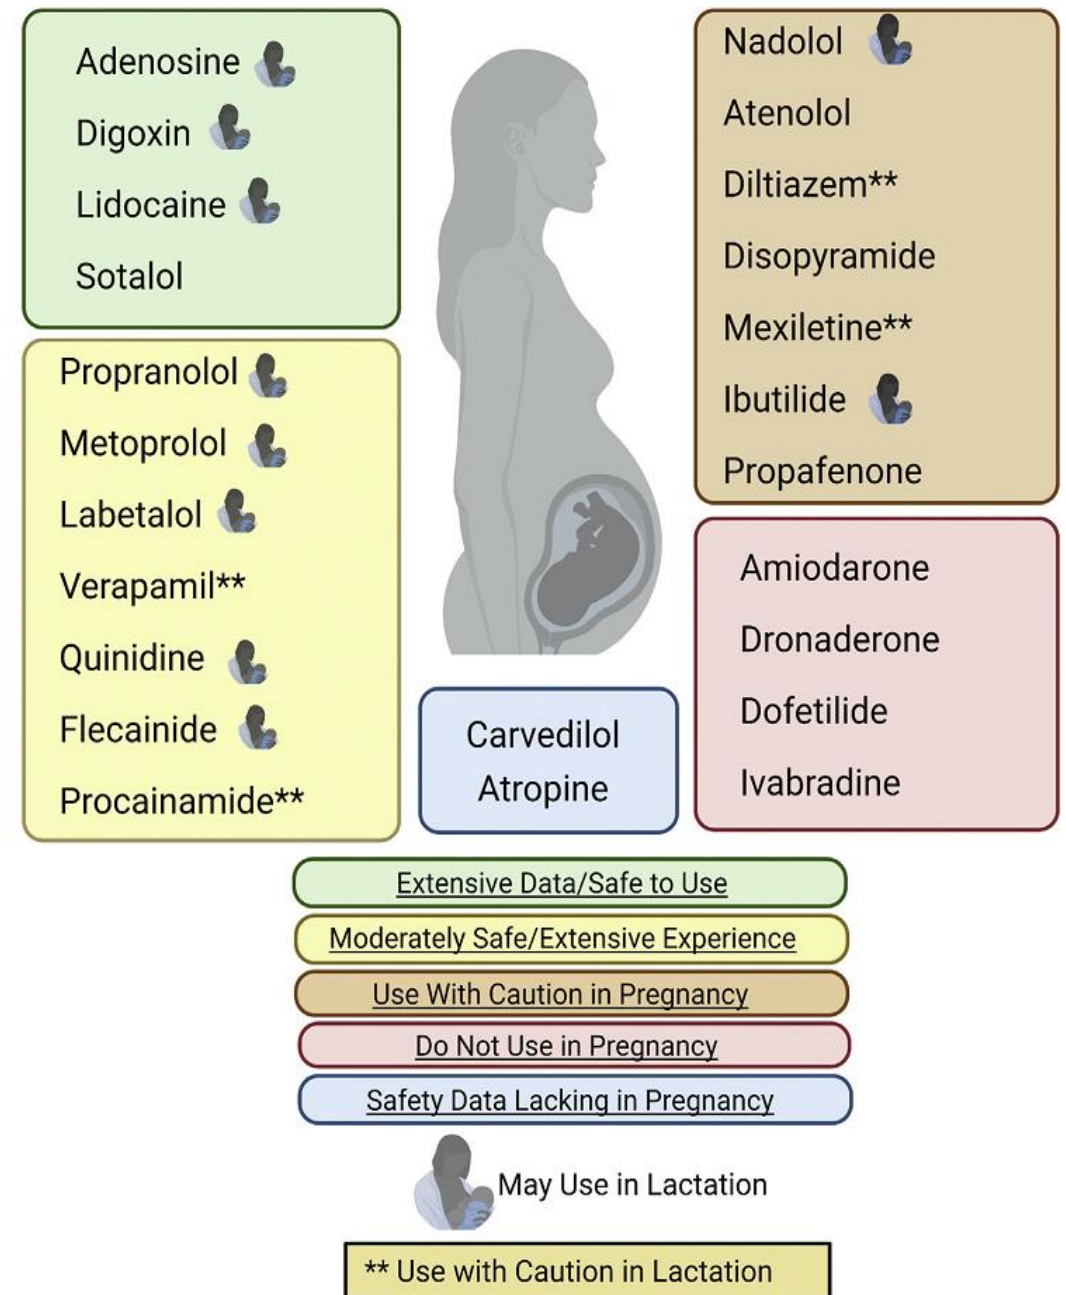 Adenosine
Digoxin
Lidocaine
Sotalol
Propranolol
Metoprolol
Labetalol
Verapamil**
Quinidine
Flecainide
Procainamide**
Nadolol
Atenolol
Diltiazem**
Disopyramide
Mexiletine**
Ibutilide
Propafenone
Amiodarone
Dronaderone
Dofetilide
Ivabradine
Carvedilol
Atropine
Extensive Data/Safe to Use
Moderately Safe/Extensive Experience
Use With Caution in Pregnancy
Do Not Use in Pregnancy
Safety Data Lacking in Pregnancy
May Use in Lactation
** Use with Caution in Lactation